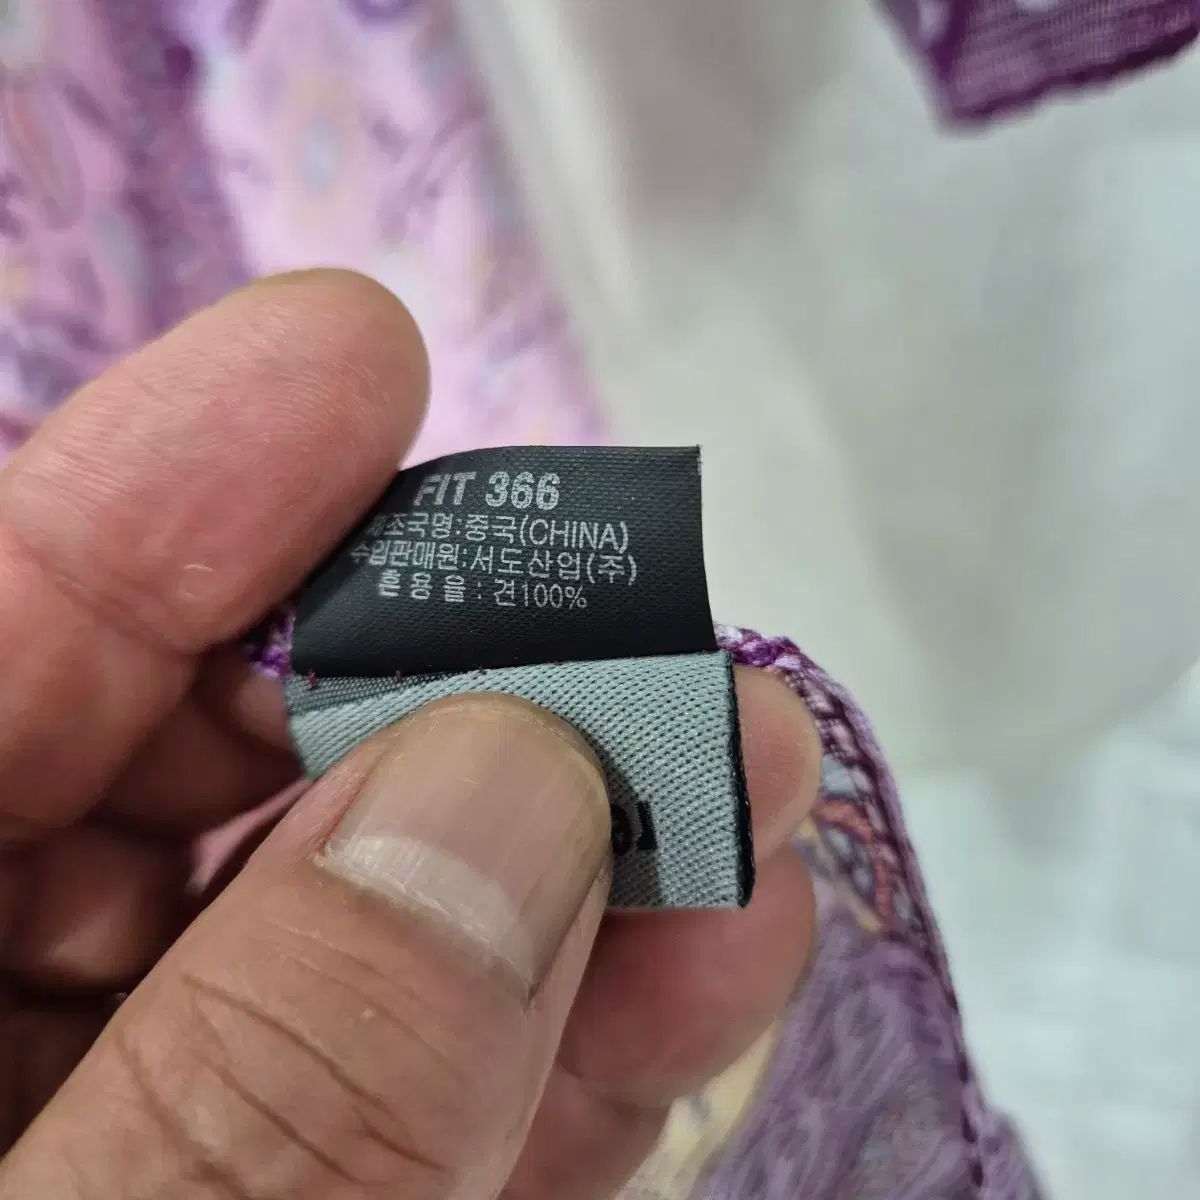 FIT 366
제조국명:중국(CHINA)
수입판매원:서도산업(주)
혼 용 율 : 견100%